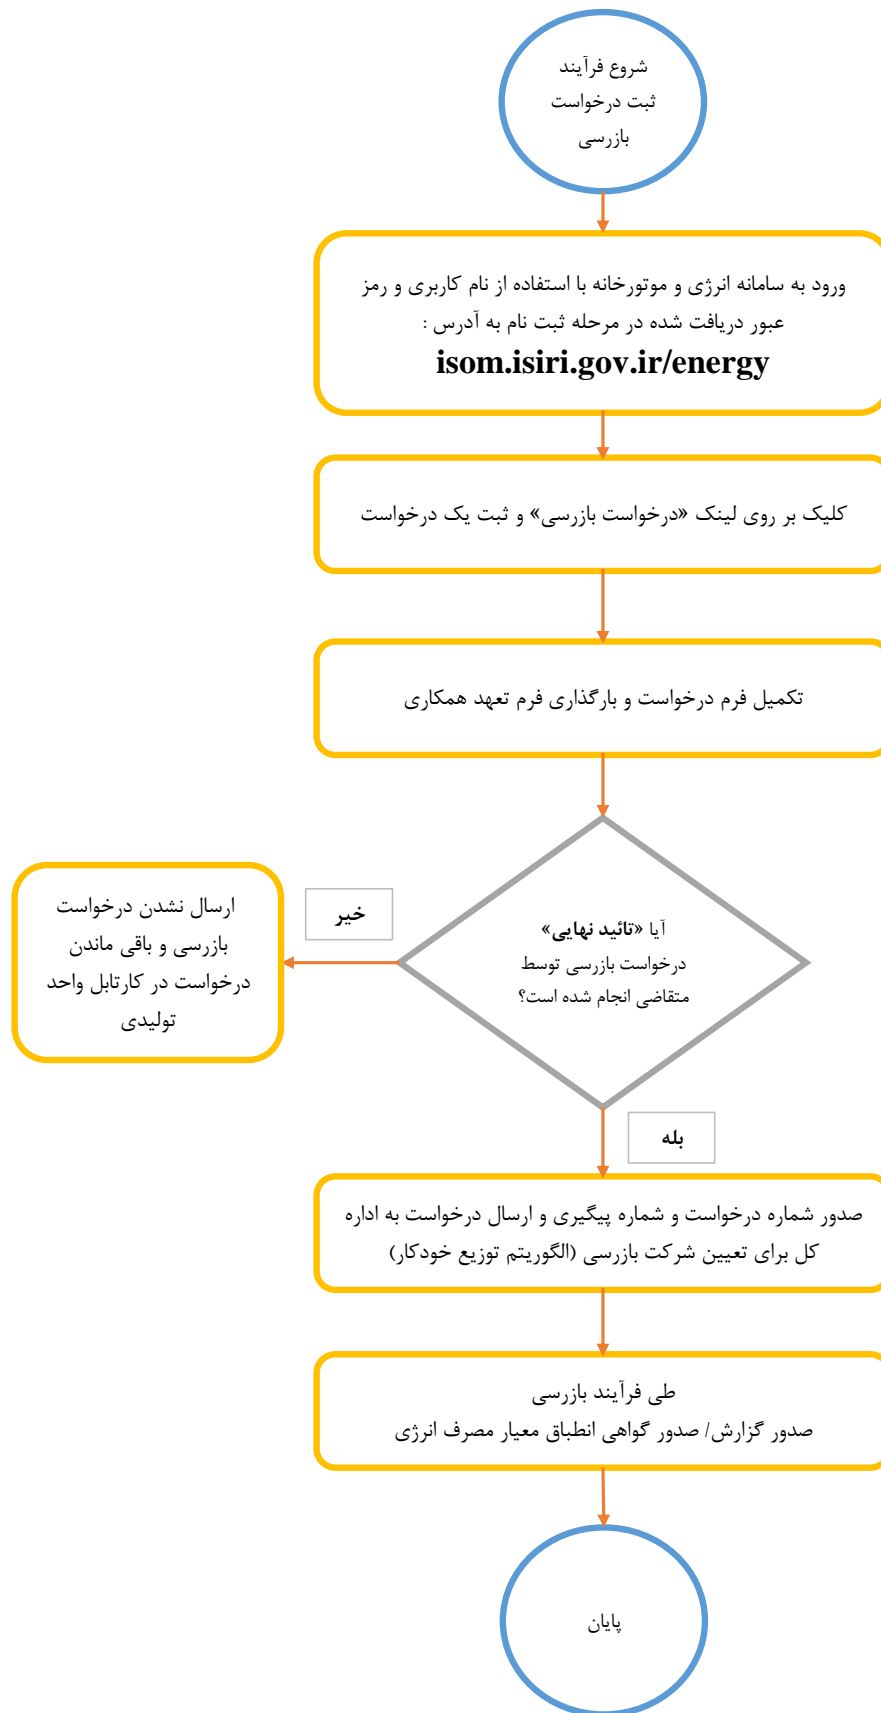 شروع فرآیند
ثبت درخواست
بازرسی
ورود به سامانه انرژی و موتورخانه با استفاده از نام کاربری و رمز
عبور دریافت شده در مرحله ثبت نام به آدرس :
isom.isiri.gov.ir/energy
کلیک بر روی لینک «درخواست بازرسی» و ثبت یک درخواست
تکمیل فرم درخواست و بارگذاری فرم تعهد همکاری
آیا «تائید نهایی»
درخواست بازرسی توسط
متقاضی انجام شده است؟
خیر
ارسال نشدن درخواست
بازرسی و باقی ماندن
درخواست در کارتابل واحد
تولیدی
بله
صدور شماره درخواست و شماره پیگیری و ارسال درخواست به اداره
کل برای تعیین شرکت بازرسی (الگوریتم توزیع خودکار)
طی فرآیند بازرسی
صدور گزارش/ صدور گواهی انطباق معیار مصرف انرژی
پایان